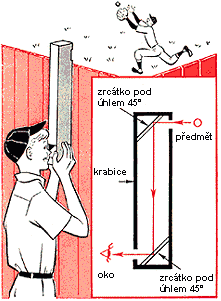 zrcátko pod
úhlem 45°
předmět
krabice
oko
zrcátko pod
úhlem 45°